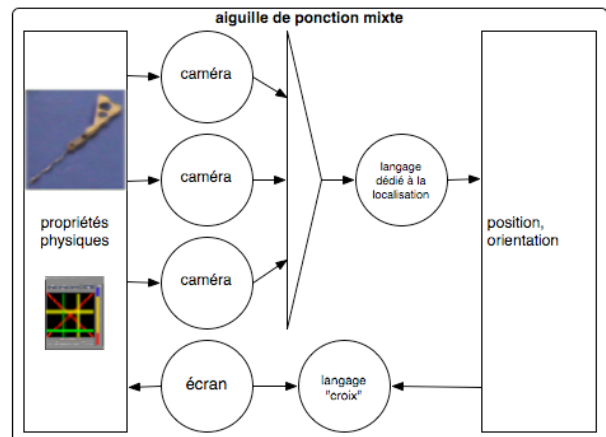 aiguille de ponction mixte
caméra
caméra
caméra
langage
dédié à la
localisation
propriétés
physiques
position,
orientation
écran
langage
"croix"